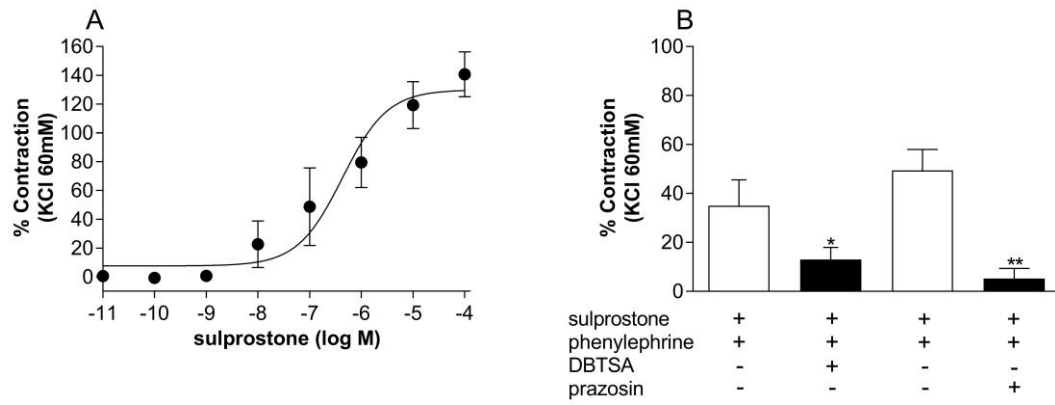 A
% Contraction
(KCl 60mM)
160
140
120
100
80
60
40
20
0
-11 -10 -9 -8 -7 -6 -5 -4
sulprostone (log M)
B
% Contraction
(KCl 60mM)
100
80
60
40
20
0
* **
sulprostone + + + +
phenylephrine + + + +
DBTSA - + - -
prazosin - - - +